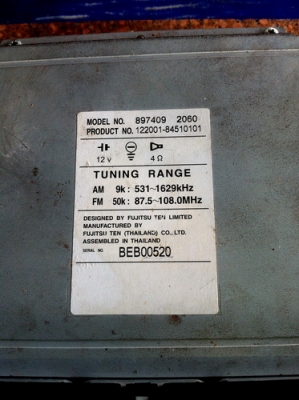 MODEL NO. 897409 2060
PRODUCT NO. 122001-84510101
12 v 4Ω
TUNING RANGE
AM 9k: 531~1629kHz
FM 50k: 87.5~108.0MHz
DESIGNED BY FUJITSU TEN LIMITED
MANUFACTURED BY
FUJITSU TEN (THAILAND) CO., LTD.
ASSEMBLED IN THAILAND
SERIAL NO. BEB00520